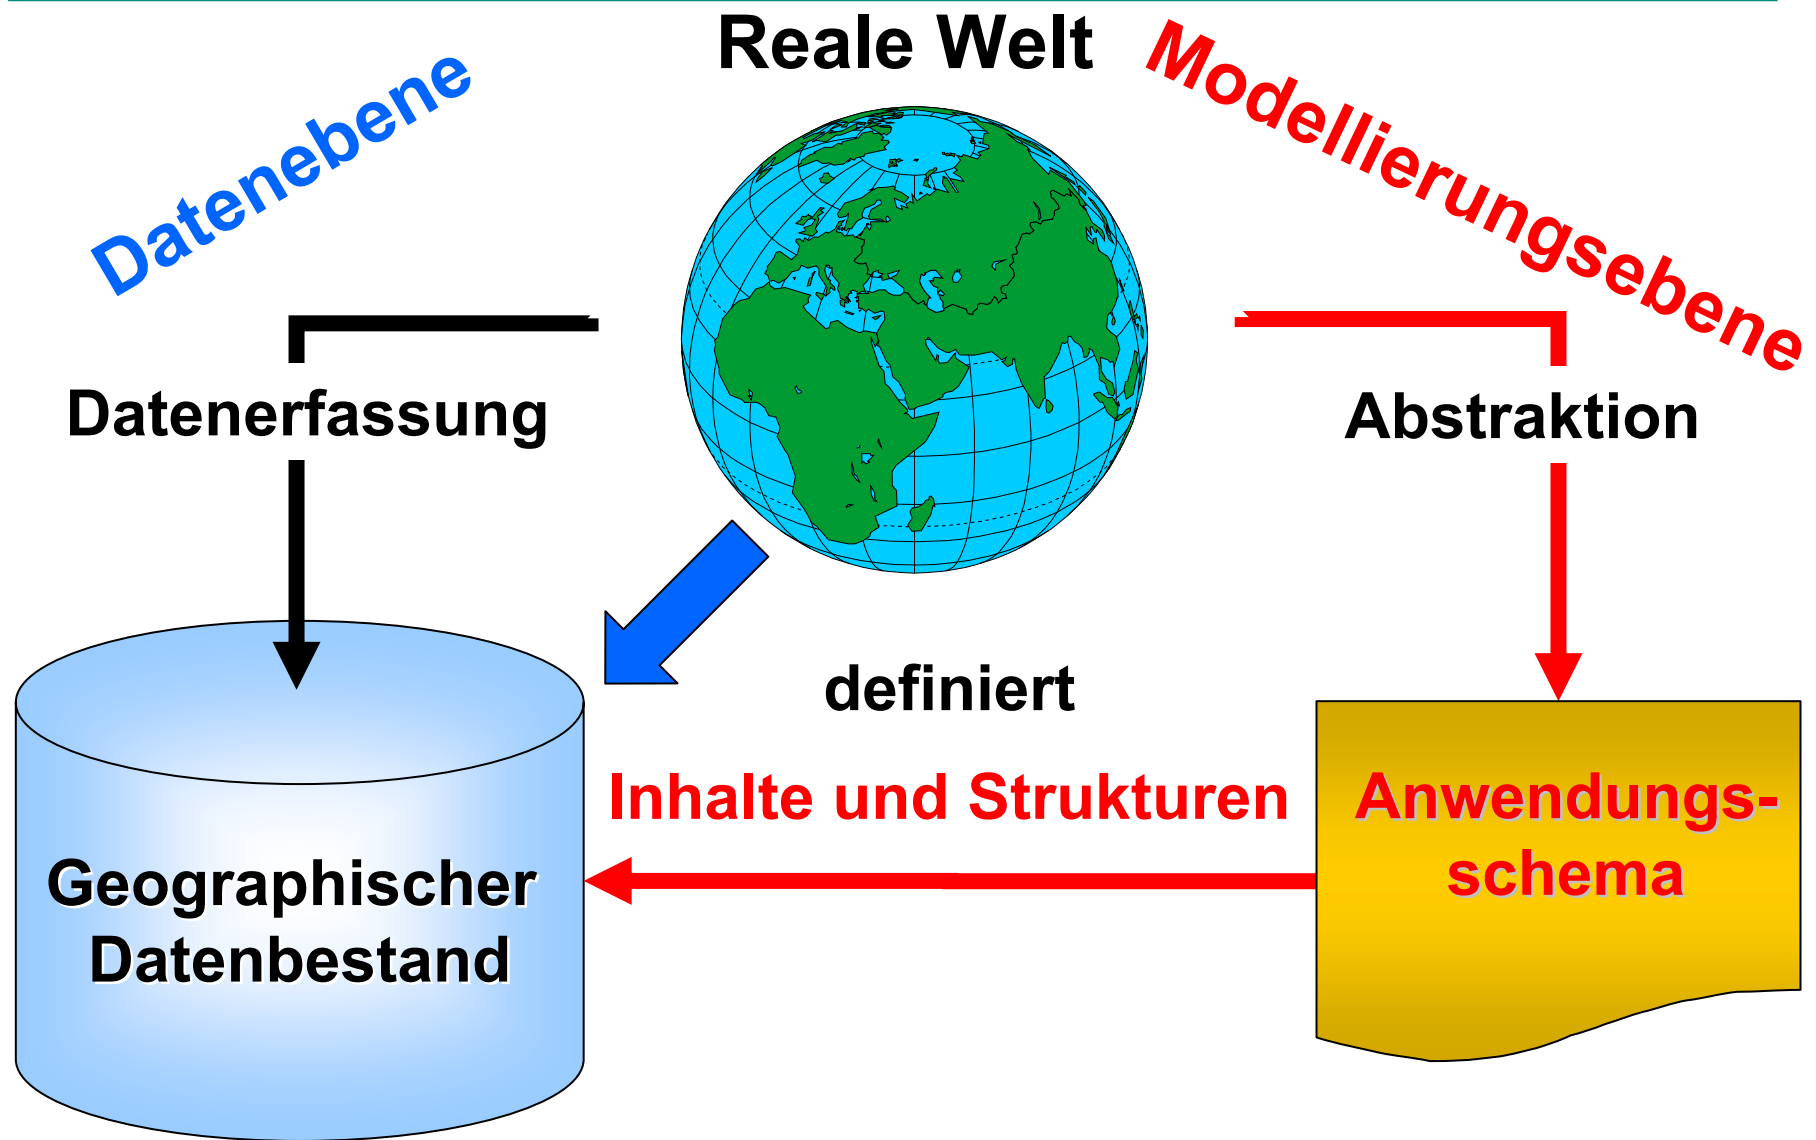 Reale Welt
Datenebene
Modellierungsebene
Datenerfassung
Abstraktion
definiert
Inhalte und Strukturen
Anwendungs-
schema
Geographischer
Datenbestand